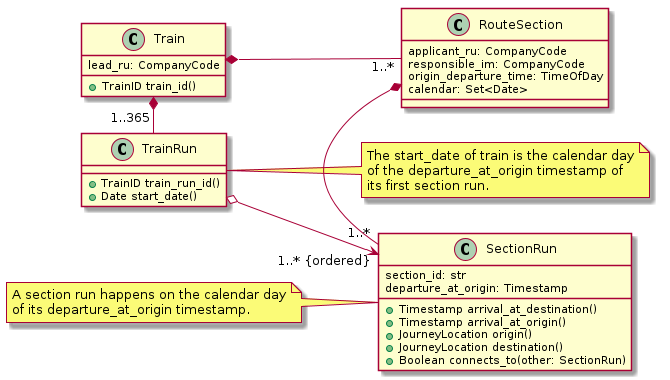 C Train
lead_ru: CompanyCode
TrainID train_id()
C RouteSection
applicant_ru: CompanyCode
responsible_im: CompanyCode
origin_departure_time: TimeOfDay
calendar: Set<Date>
1..*
1..365
C TrainRun
TrainID train_run_id()
Date start_date()
The start_date of train is the calendar day
of the departure_at_origin timestamp of
its first section run.
1..*
1..* {ordered}
C SectionRun
section_id: str
departure_at_origin: Timestamp
Timestamp arrival_at_destination()
Timestamp arrival_at_origin()
JourneyLocation origin()
JourneyLocation destination()
Boolean connects_to(other: SectionRun)
A section run happens on the calendar day
of its departure_at_origin timestamp.